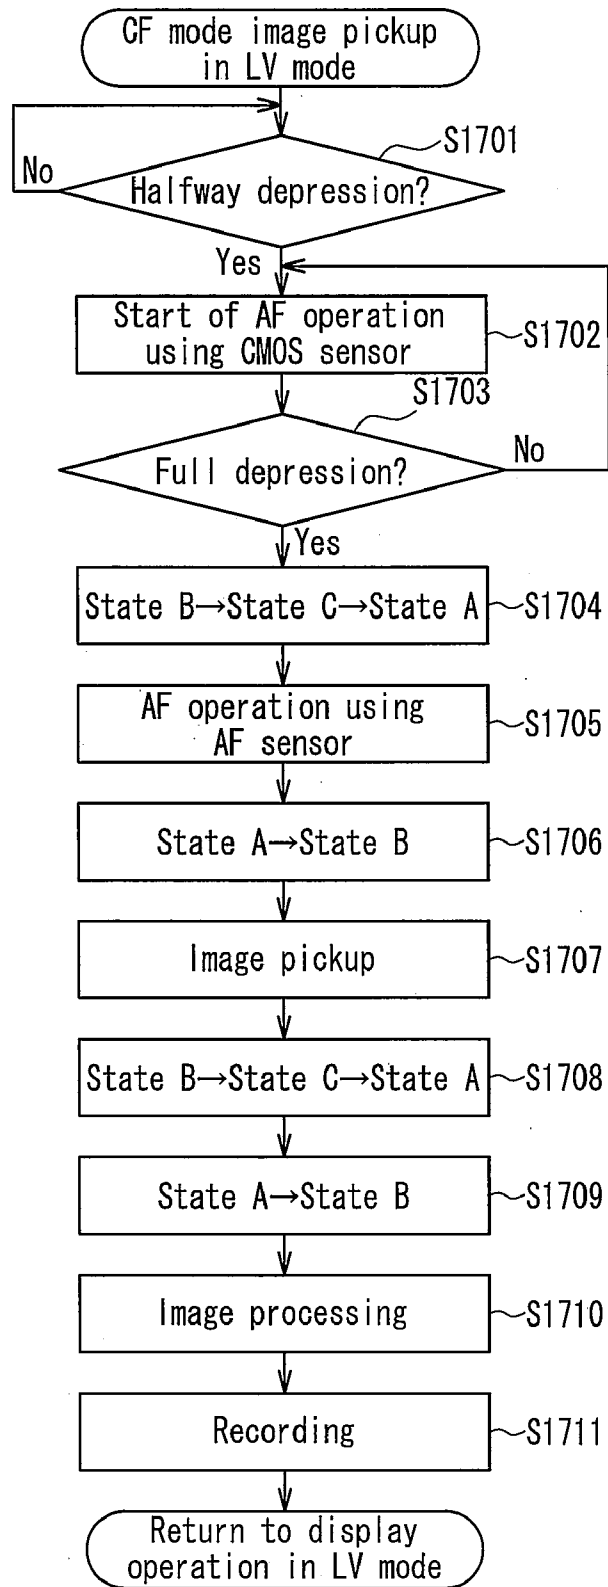 CF mode image pickup
in LV mode
S1701
No
Halfway depression?
Yes
Start of AF operation
using CMOS sensor
S1702
S1703
Full depression?
No
Yes
State B→State C→State A
S1704
AF operation using
AF sensor
S1705
State A→State B
S1706
Image pickup
S1707
State B→State C→State A
S1708
State A→State B
S1709
Image processing
S1710
Recording
S1711
Return to display
operation in LV mode